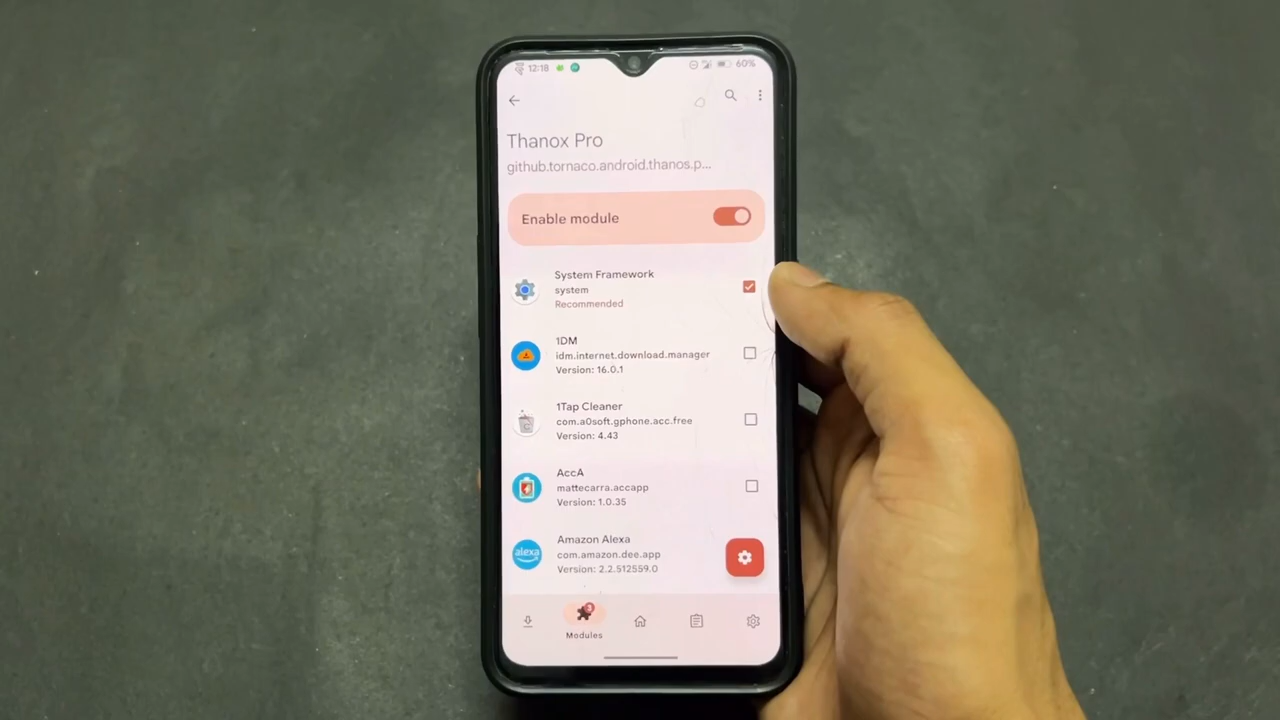 12:18
60%
Thanox Pro
github.tornaco.android.thanos.p...
Enable module
System Framework
system
Recommended
1DM
idm.internet.download.manager
Version: 16.0.1
1Tap Cleaner
com.a0soft.gphone.acc.free
Version: 4.43
AccA
mattecarra.accapp
Version: 1.0.35
alexa
Amazon Alexa
com.amazon.dee.app
Version: 2.2.512559.0
3
Modules